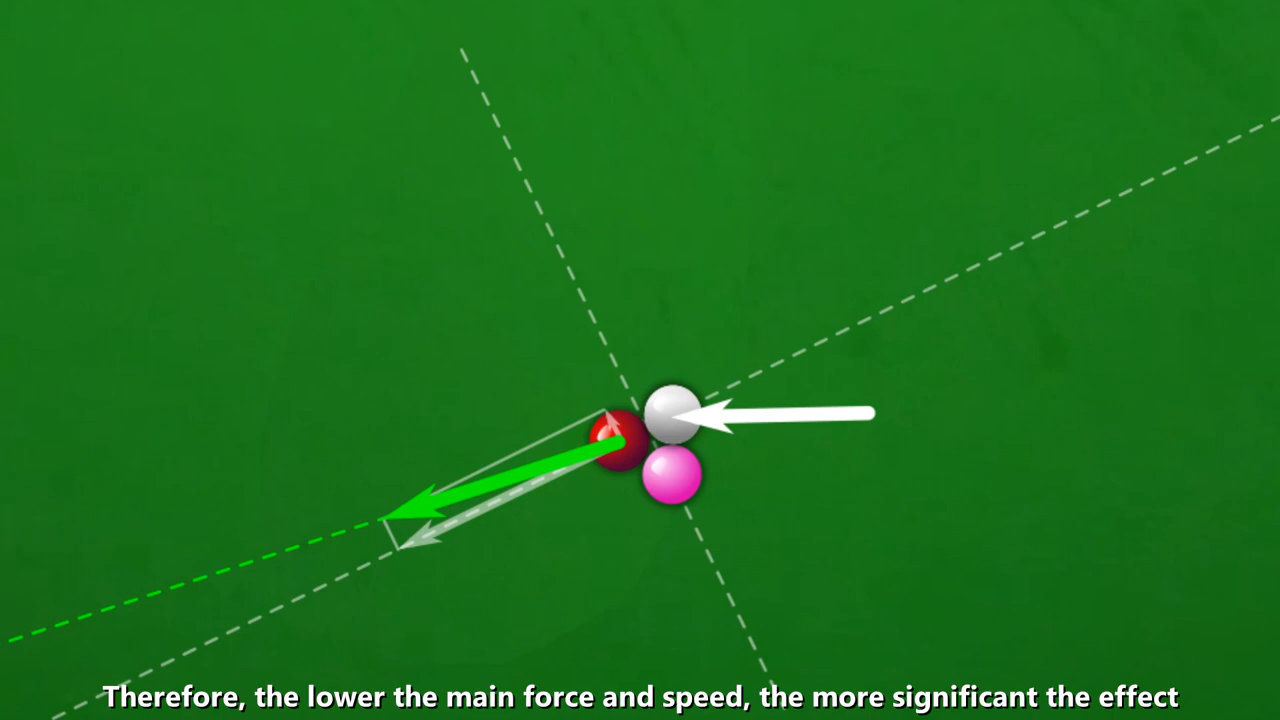 Therefore, the lower the main force and speed, the more significant the effect